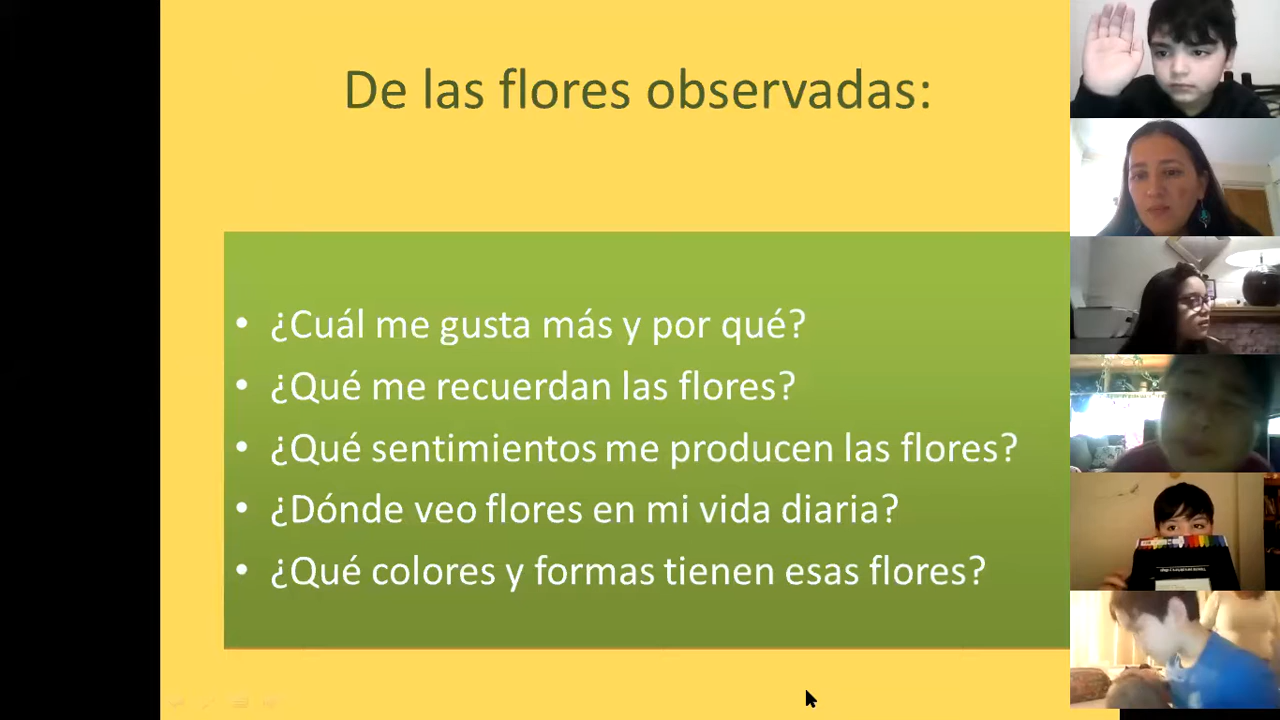 De las flores observadas:
• ¿Cuál me gusta más y por qué?
• ¿Qué me recuerdan las flores?
• ¿Qué sentimientos me producen las flores?
• ¿Dónde veo flores en mi vida diaria?
• ¿Qué colores y formas tienen esas flores?